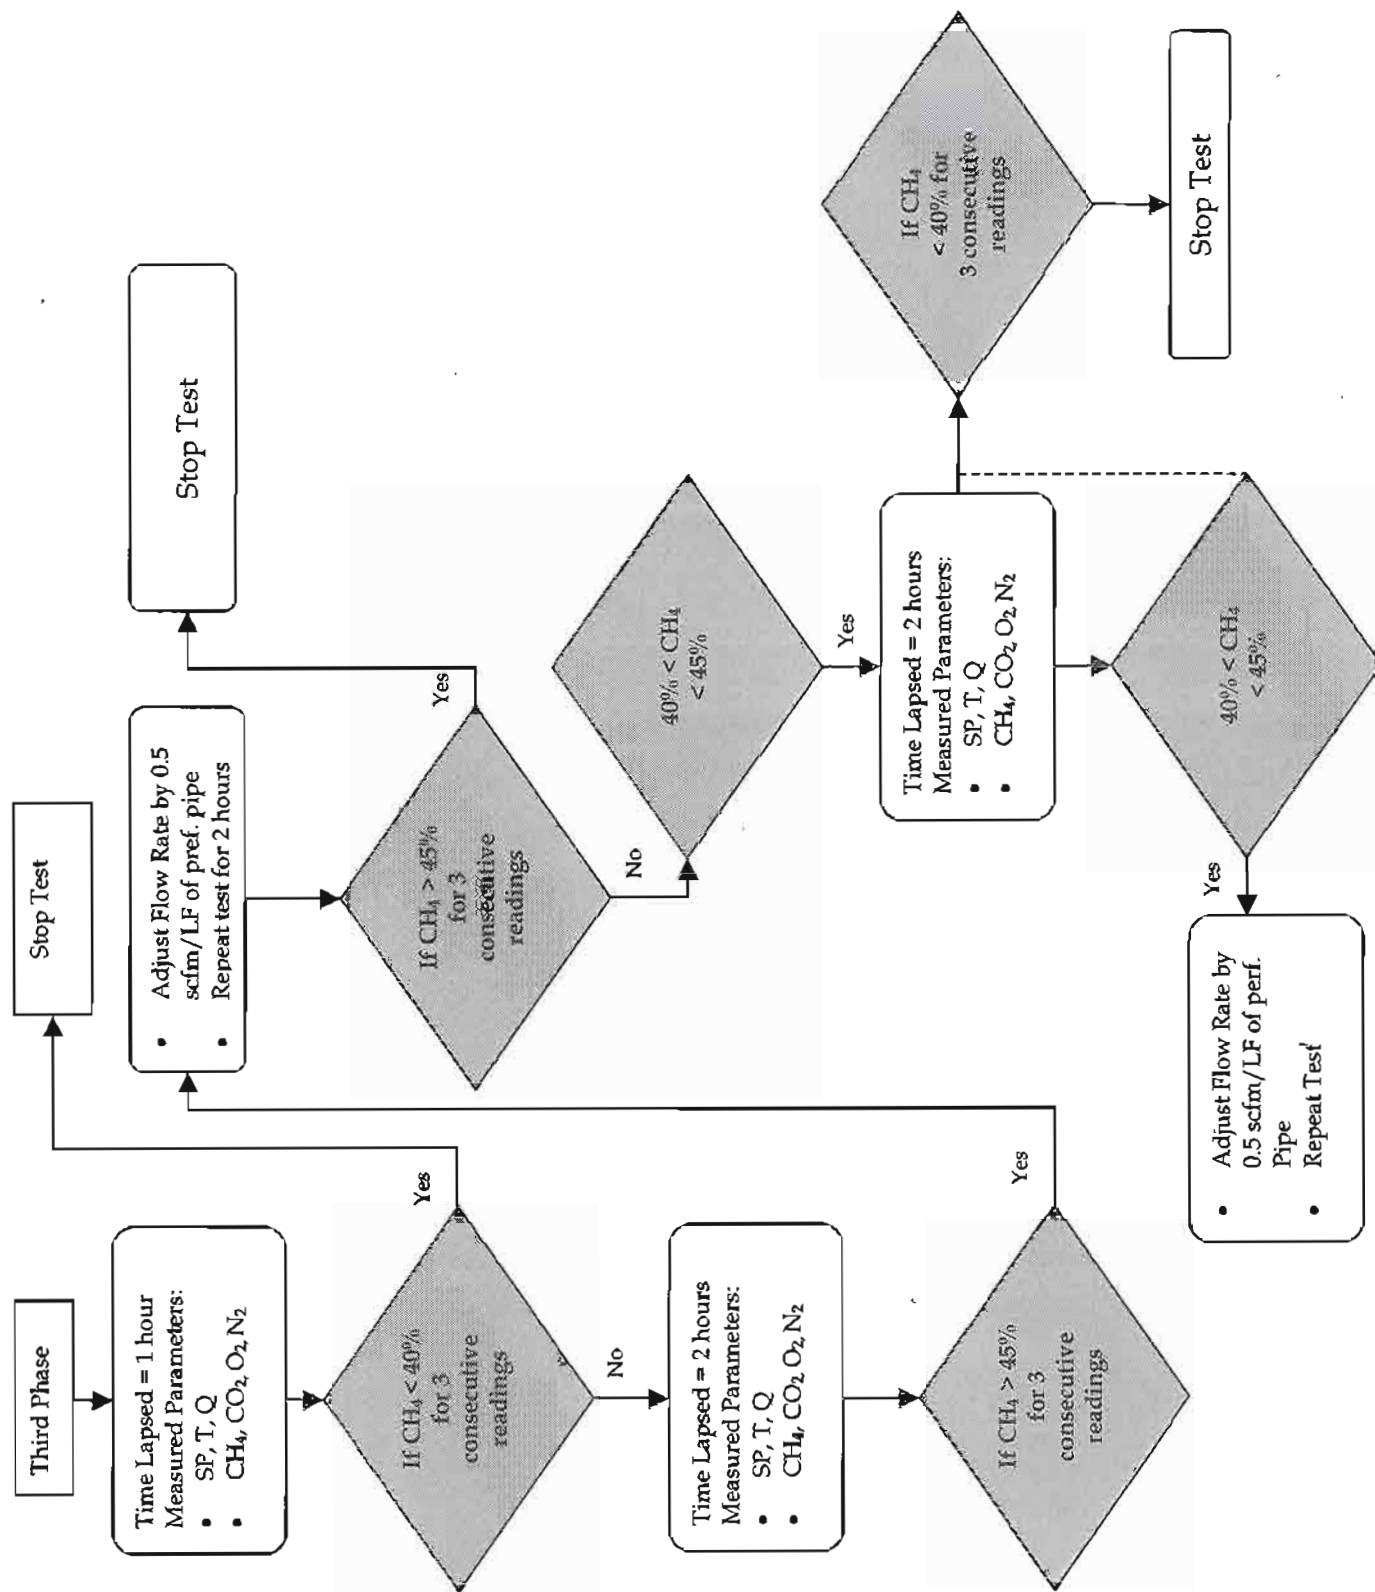 Third Phase
Time Lapsed = 1 hour
Measured Parameters:
• SP, T, Q
• CH₄, CO₂, O₂, N₂
If CH₄ < 40%
for 3
consecutive
readings
Yes
Stop Test
No
Time Lapsed = 2 hours
Measured Parameters:
• SP, T, Q
• CH₄, CO₂ O₂, N₂
If CH₄ > 45%
for 3
consecutive
readings
Yes
• Adjust Flow Rate by 0.5
scfm/LF of pref. pipe
• Repeat test for 2 hours
If CH₄ > 45%
for 3
consecutive
readings
Yes
Stop Test
No
40% < CH₄
< 45%
Yes
Time Lapsed = 2 hours
Measured Parameters:
• SP, T, Q
• CH₄, CO₂ O₂ N₂
If CH₄
< 40% for
3 consecutive
readings
Stop Test
40% < CH₄
< 45%
Yes
• Adjust Flow Rate by
0.5 scfm/LF of perf.
Pipe
• Repeat Test